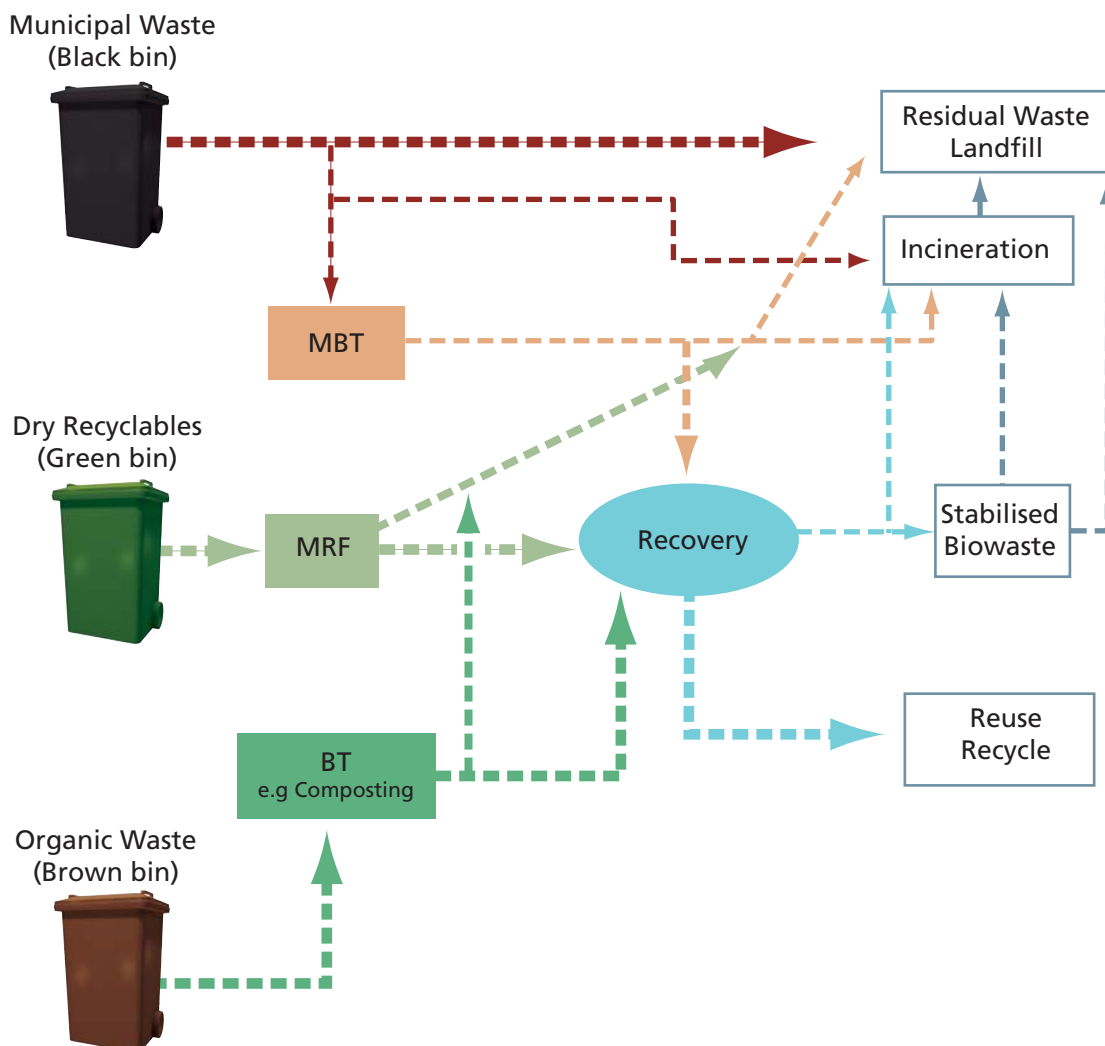 Municipal Waste
(Black bin)
Residual Waste
Landfill
Incineration
MBT
Dry Recyclables
(Green bin)
MRF
Recovery
Stabilised
Biowaste
Reuse
Recycle
BT
e.g Composting
Organic Waste
(Brown bin)